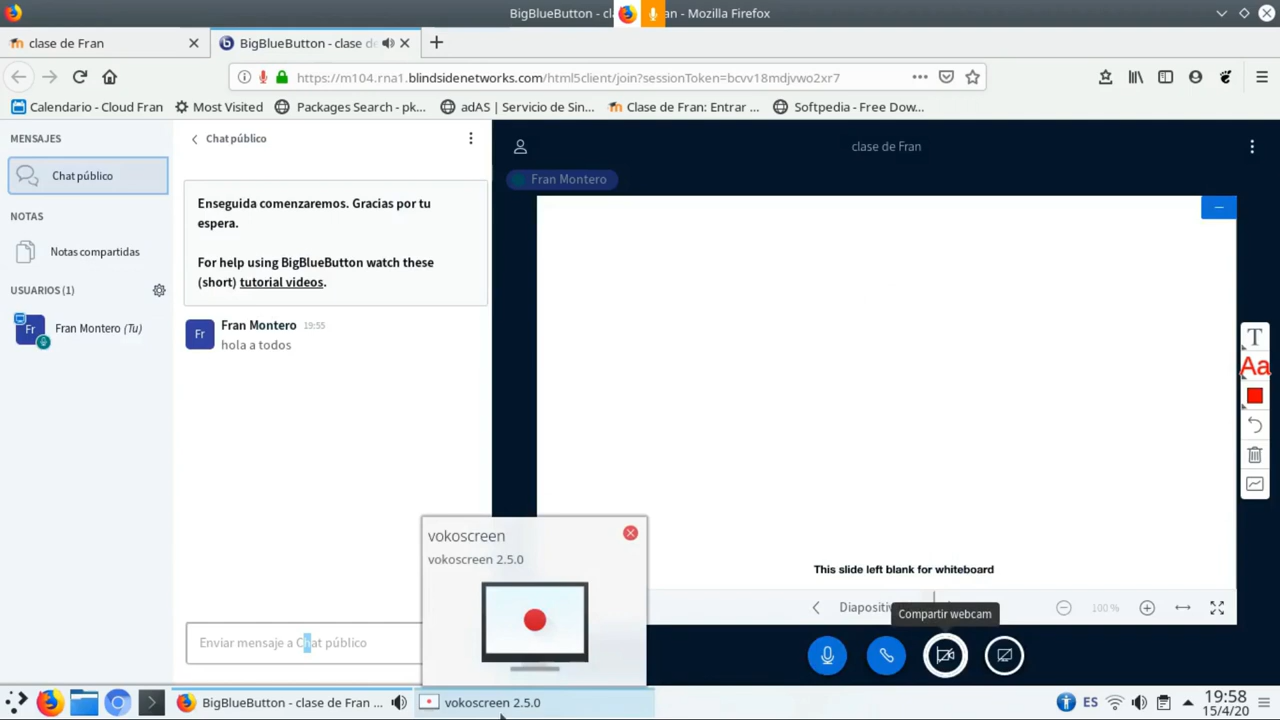 BigBlueButton - cl
an - Mozilla Firefox
clase de Fran
BigBlueButton - clase de
https://m104.rna1.blindsidenetworks.com/html5client/join?sessionToken=bcvv18mdjvwo2xr7
Calendario - Cloud Fran
Most Visited
Packages Search - pk...
adAS | Servicio de Sin...
Clase de Fran: Entrar ...
Softpedia - Free Dow...
MENSAJES
Chat público
NOTAS
Notas compartidas
USUARIOS (1)
Fr
Fran Montero (Tu)
Chat público
Enseguida comenzaremos. Gracias por tu
espera.
For help using BigBlueButton watch these
(short) tutorial videos.
Fr
Fran Montero 19:55
hola a todos
Enviar mensaje a Chat público
clase de Fran
Fran Montero
T
Aa
This slide left blank for whiteboard
Diapositiv
100 %
Compartir webcam
vokoscreen
vokoscreen 2.5.0
BigBlueButton - clase de Fran ...
vokoscreen 2.5.0
ES
19:58
15/4/20